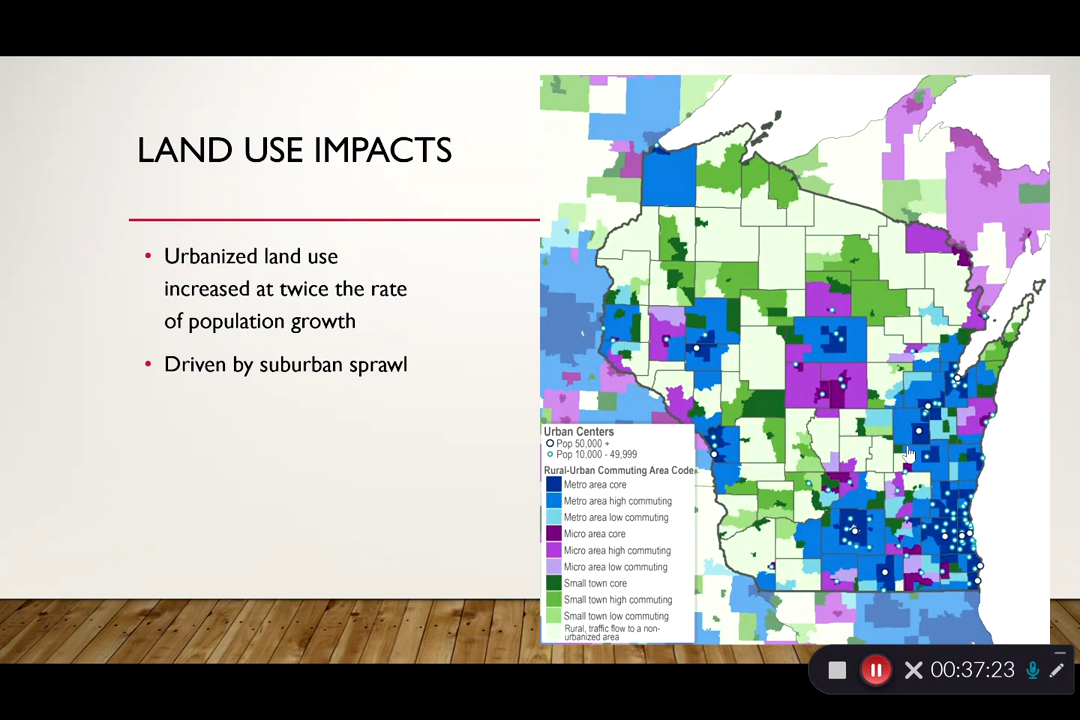 LAND USE IMPACTS
• Urbanized land use
increased at twice the rate
of population growth
• Driven by suburban sprawl
Urban Centers
Pop 50,000 +
Pop 10,000 - 49,999
Rural-Urban Commuting Area Code
Metro area core
Metro area high commuting
Metro area low commuting
Micro area core
Micro area high commuting
Micro area low commuting
Small town core
Small town high commuting
Small town low commuting
Rural, traffic flow to a non-
urbanized area
00:37:23